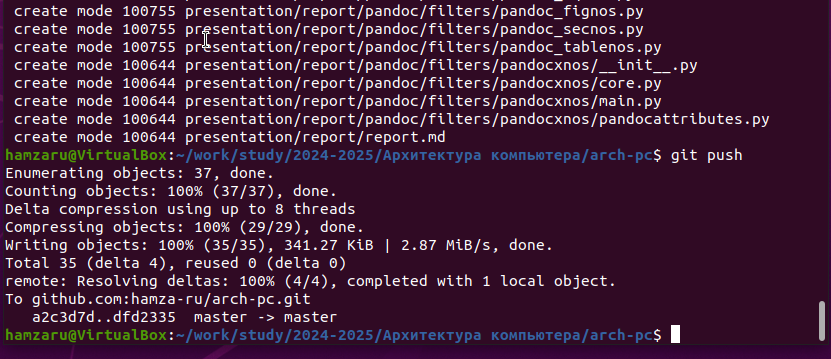 create mode 100755 presentation/report/pandoc/filters/pandoc_fignos.py
create mode 100755 presentation/report/pandoc/filters/pandoc_secnos.py
create mode 100755 presentation/report/pandoc/filters/pandoc_tablenos.py
create mode 100644 presentation/report/pandoc/filters/pandocxnos/__init__.py
create mode 100644 presentation/report/pandoc/filters/pandocxnos/core.py
create mode 100644 presentation/report/pandoc/filters/pandocxnos/main.py
create mode 100644 presentation/report/pandoc/filters/pandocxnos/pandocattributes.py
create mode 100644 presentation/report/report.md
hamzaru@VirtualBox:~/work/study/2024-2025/Архитектура компьютера/arch-pc$ git push
Enumerating objects: 37, done.
Counting objects: 100% (37/37), done.
Delta compression using up to 8 threads
Compressing objects: 100% (29/29), done.
Writing objects: 100% (35/35), 341.27 KiB | 2.87 MiB/s, done.
Total 35 (delta 4), reused 0 (delta 0)
remote: Resolving deltas: 100% (4/4), completed with 1 local object.
To github.com:hamza-ru/arch-pc.git
a2c3d7d..dfd2335  master -> master
hamzaru@VirtualBox:~/work/study/2024-2025/Архитектура компьютера/arch-pc$